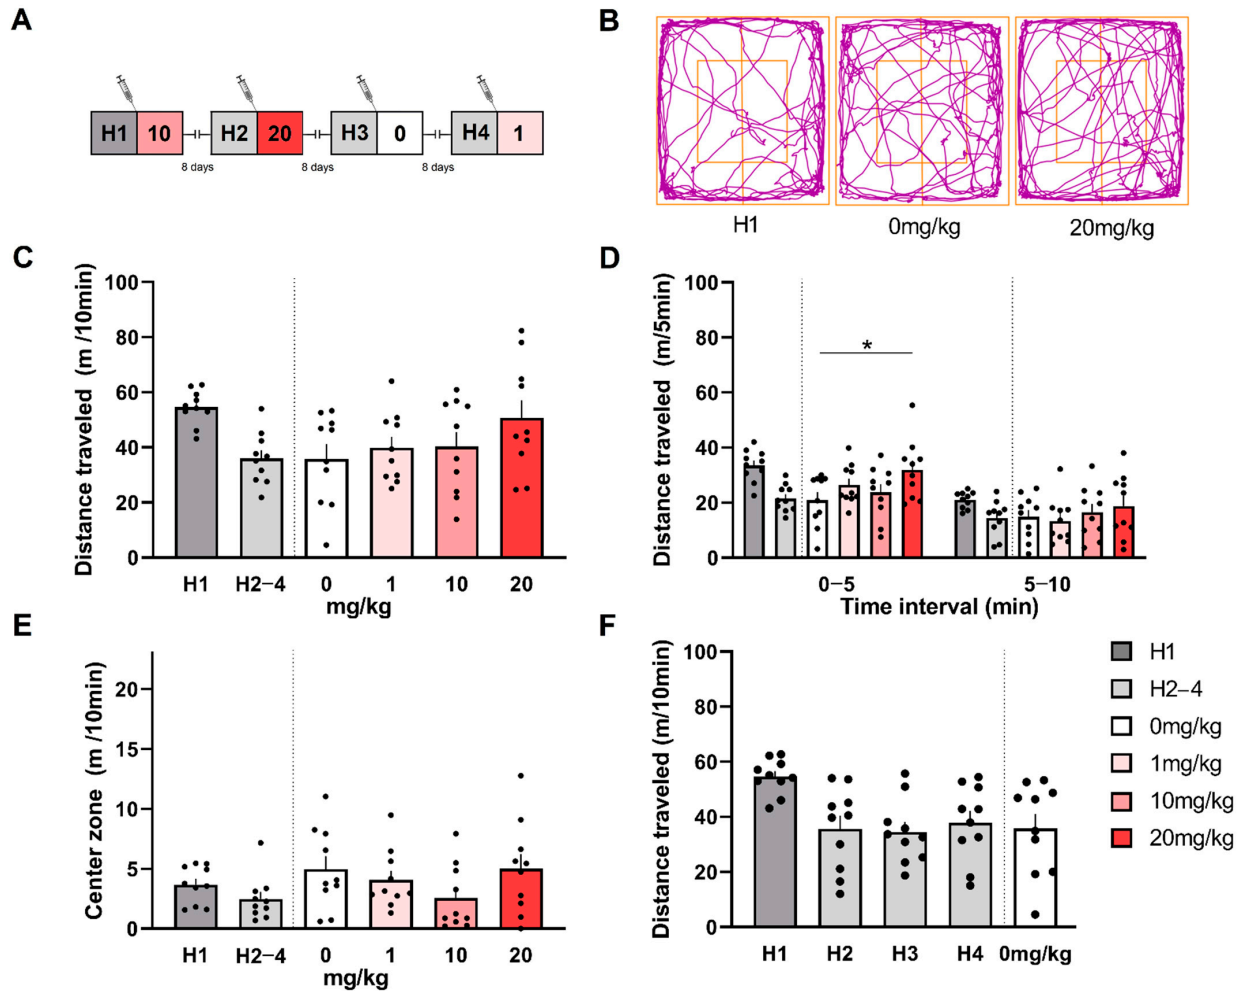 A
H1 10 H2 20 H3 0 H4 1
8 days 8 days 8 days
B
H1 0mg/kg 20mg/kg
C
Distance traveled (m /10min)
100
80
60
40
20
0
H1 H2–4 0 1 10 20
mg/kg
D
Distance traveled (m/5min)
100
80
60
40
20
0
*
0–5 5–10
Time interval (min)
E
Center zone (m /10min)
20
15
10
5
0
H1 H2–4 0 1 10 20
mg/kg
F
Distance traveled (m/10min)
100
80
60
40
20
0
H1 H2 H3 H4 0mg/kg
H1
H2–4
0mg/kg
1mg/kg
10mg/kg
20mg/kg